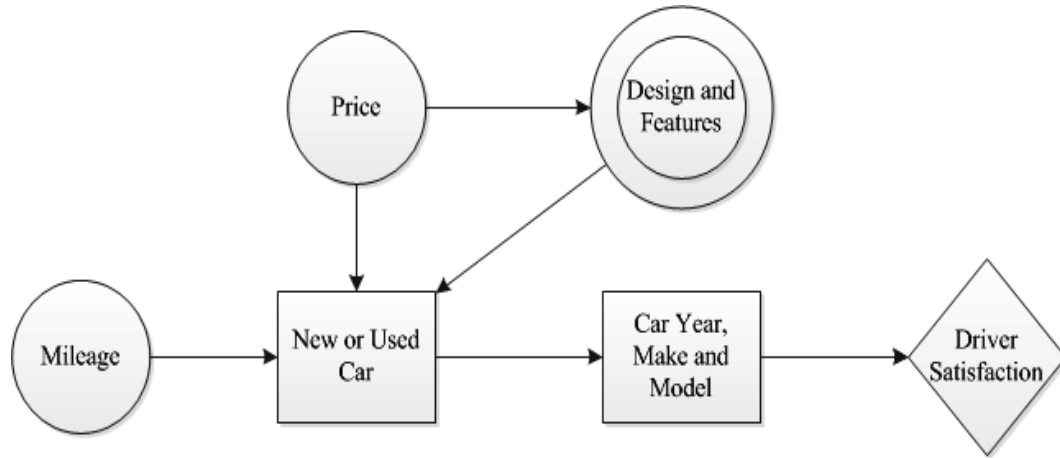 Price
Design and
Features
Mileage
New or Used
Car
Car Year,
Make and
Model
Driver
Satisfaction